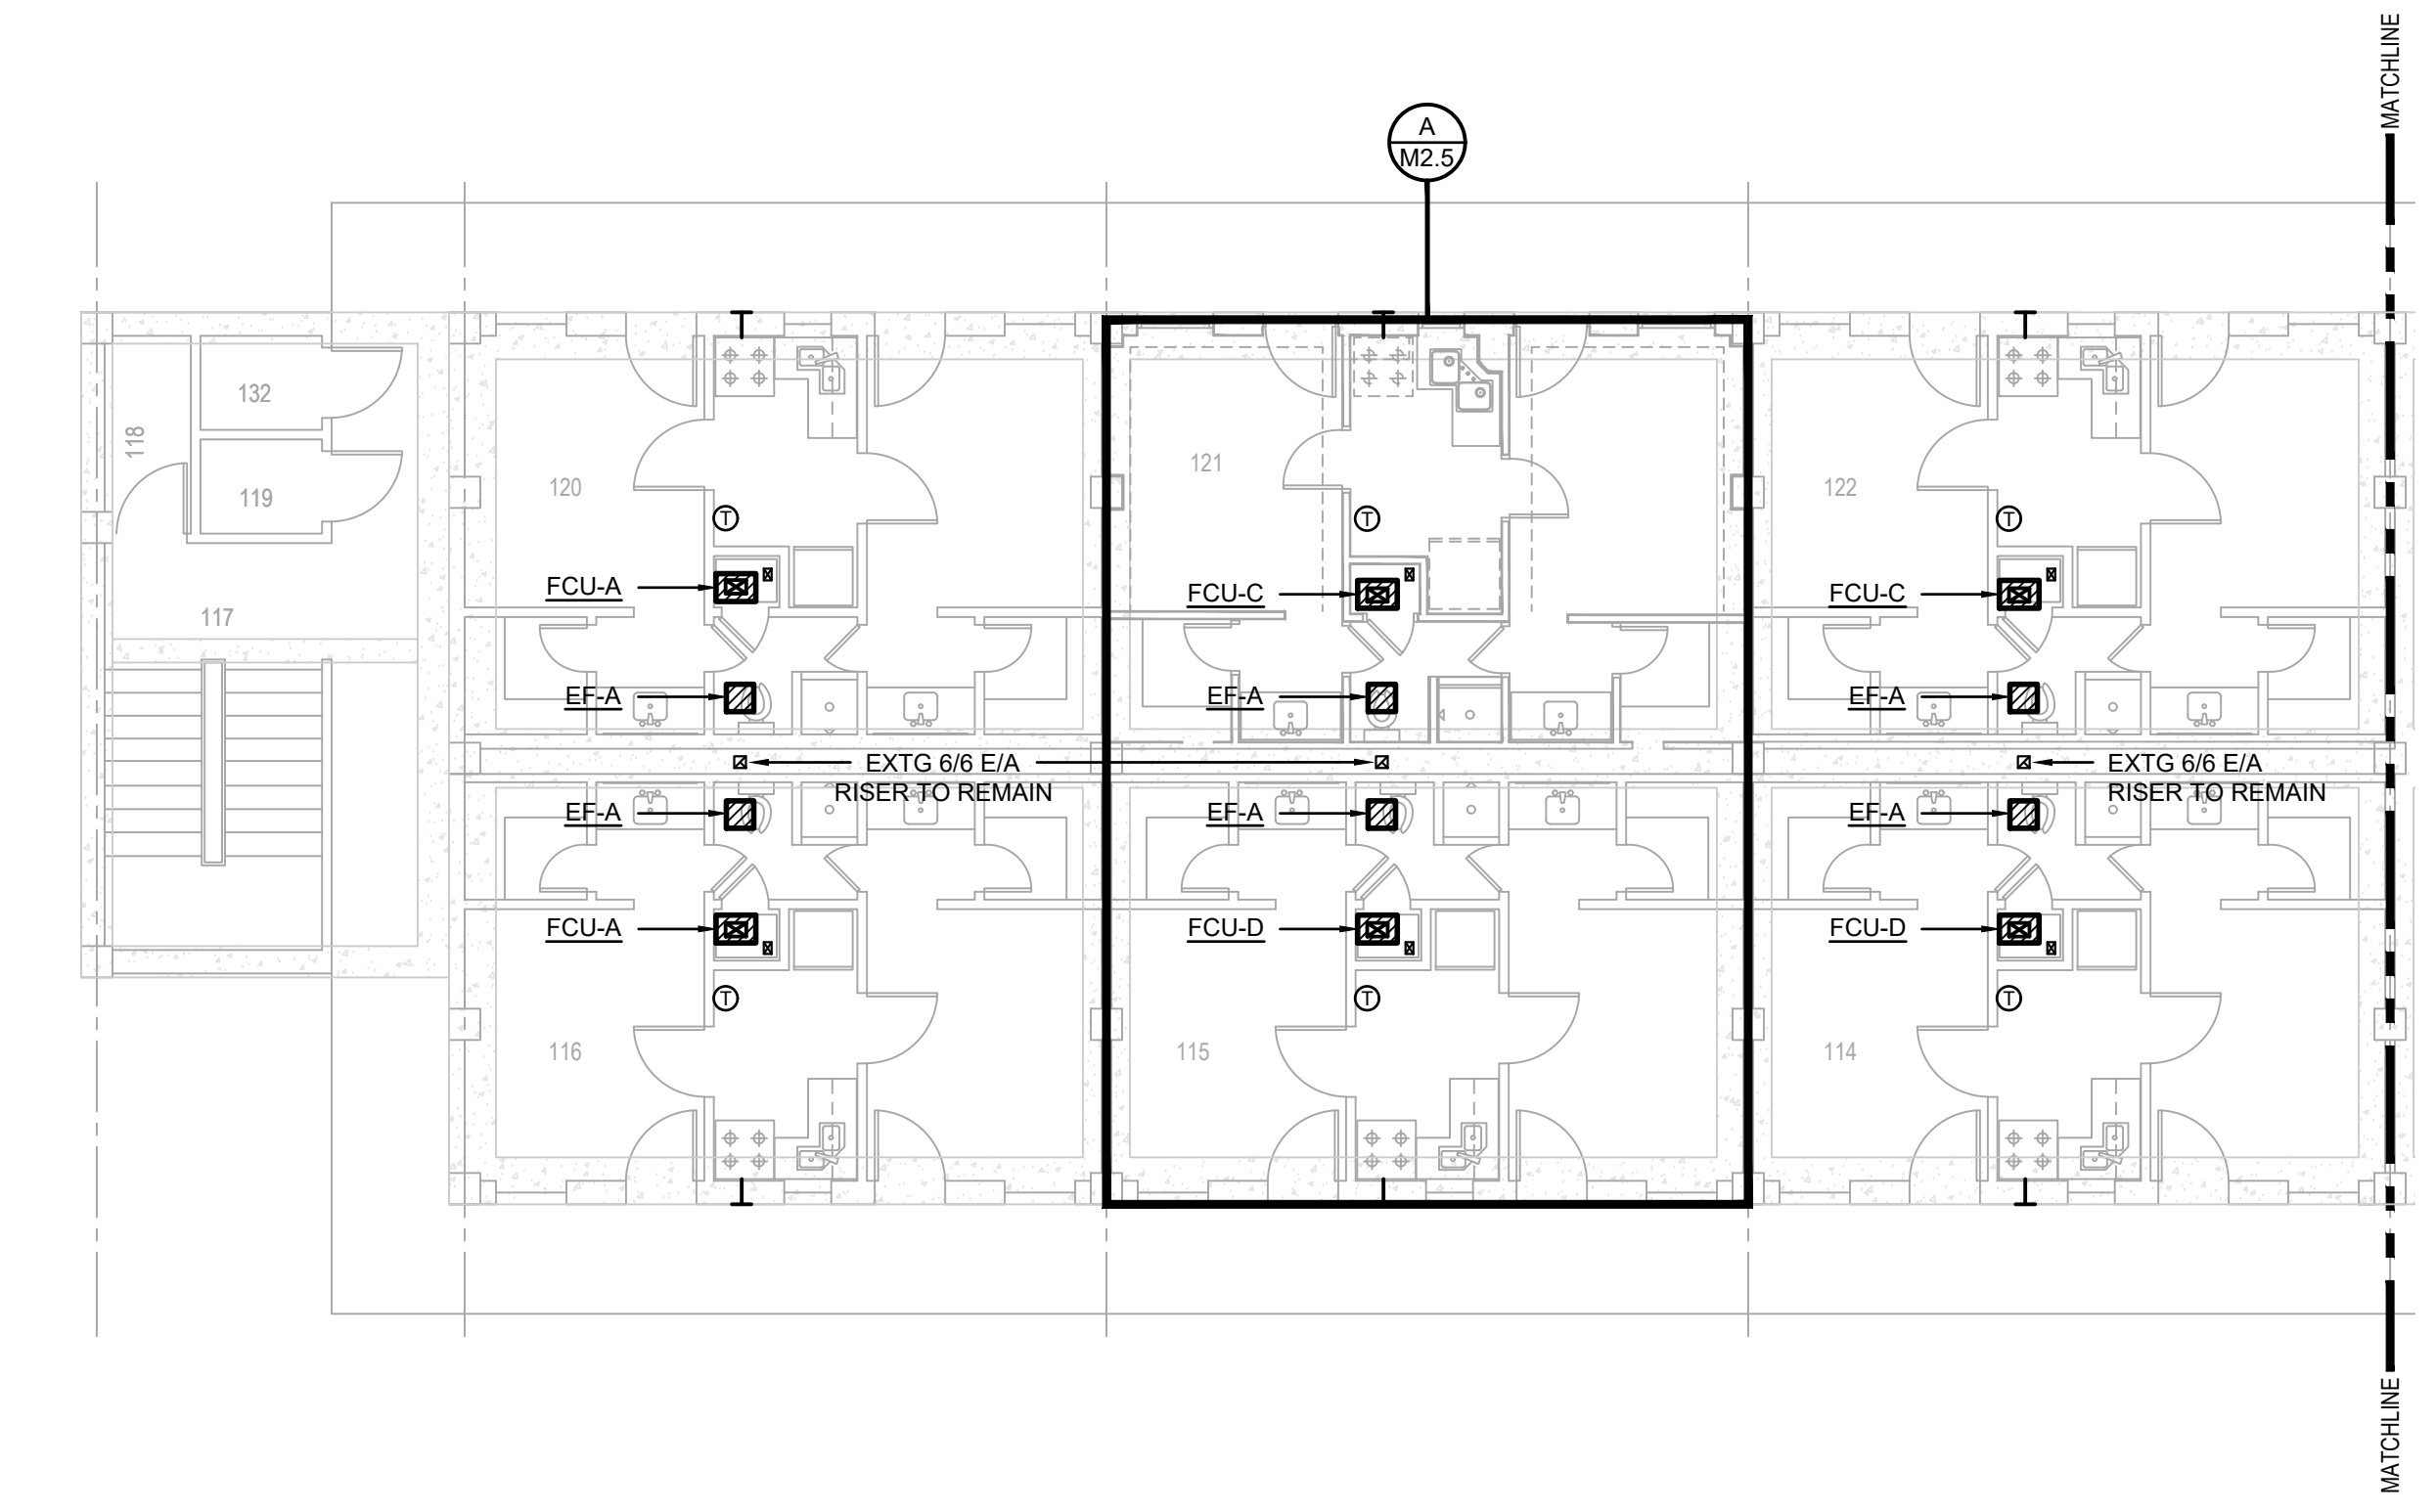 MATCHLINE
A
M2.5
132
118
119
120
121
122
T
T
T
FCU-A
FCU-C
FCU-C
117
EF-A
EF-A
EF-A
EXTG 6/6 E/A
RISER TO REMAIN
EXTG 6/6 E/A
RISER TO REMAIN
EF-A
EF-A
EF-A
FCU-A
FCU-D
FCU-D
T
T
T
116
115
114
MATCHLINE